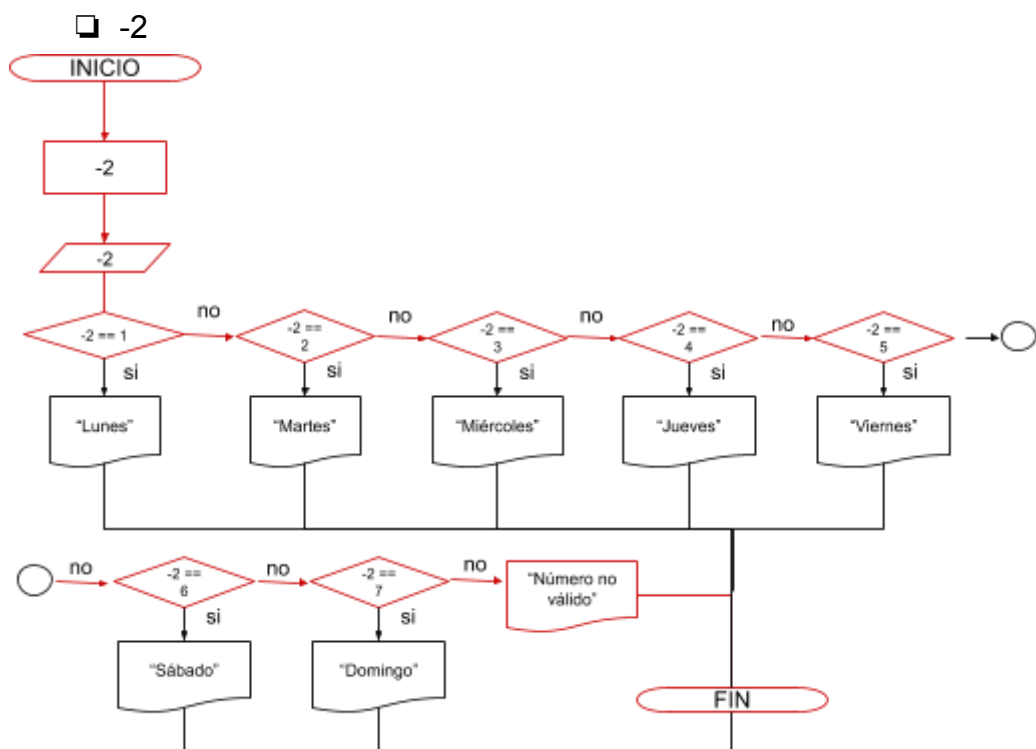 ❑ -2
INICIO
-2
-2
-2 == 1
no
-2 ==
2
no
-2 ==
3
no
-2 ==
4
no
-2 ==
5
si
si
si
si
si
“Lunes”
“Martes”
“Miércoles”
“Jueves”
“Viernes”
no
-2 ==
6
no
-2 ==
7
no
“Número no
válido”
si
si
“Sábado”
“Domingo”
FIN